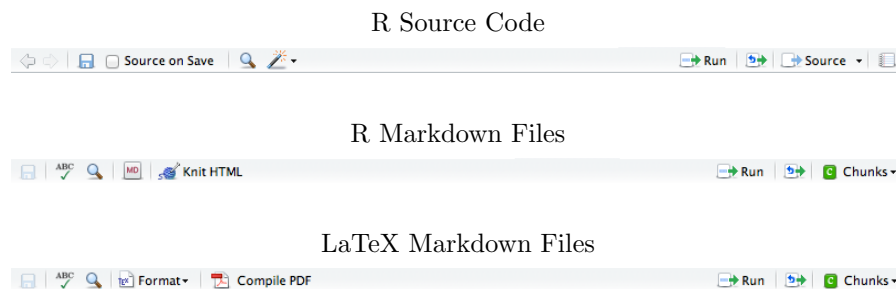 R Source Code
Source on Save Run Source
R Markdown Files
ABC MD Knit HTML Run C Chunks
LaTeX Markdown Files
ABC TEX Format Compile PDF Run C Chunks